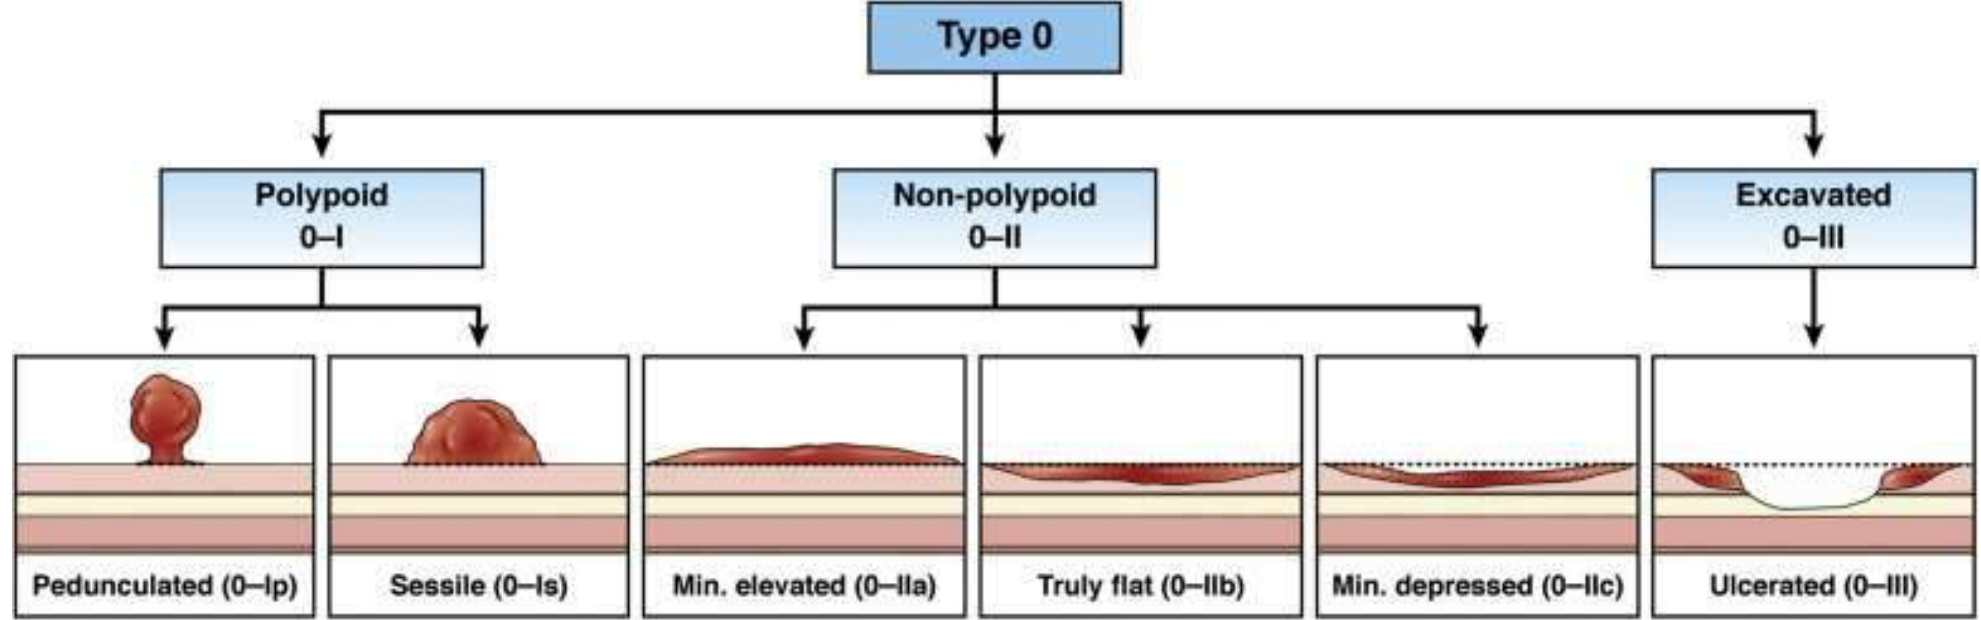 Type 0
Polypoid
0–I
Non-polypoid
0–II
Excavated
0–III
Pedunculated (0–Ip)
Sessile (0–Is)
Min. elevated (0–IIa)
Truly flat (0–IIb)
Min. depressed (0–IIc)
Ulcerated (0–III)